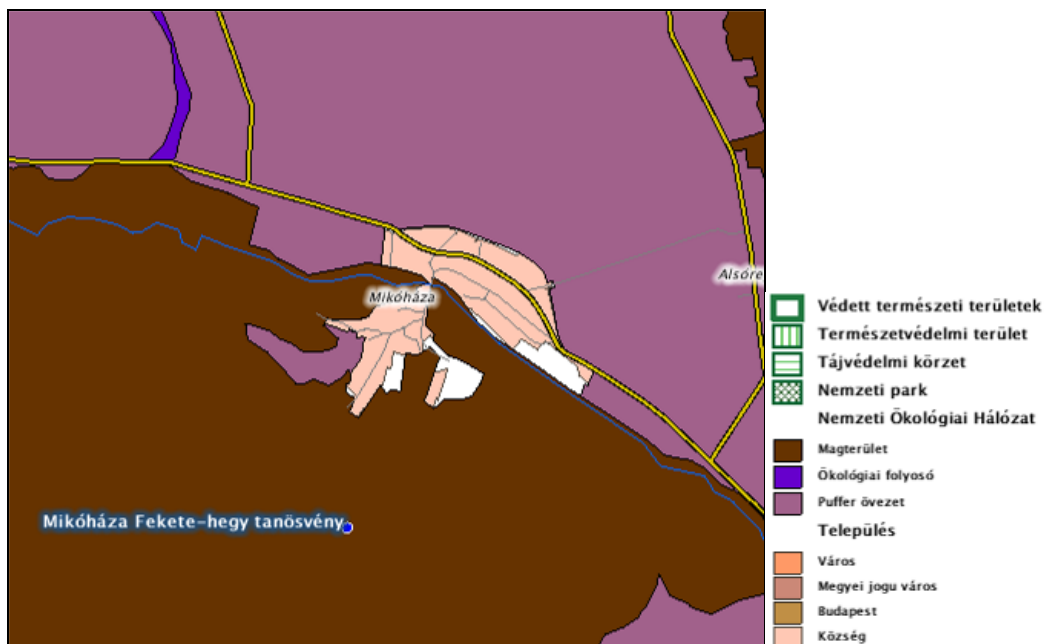 Mikóháza
Alsóre
Mikóháza Fekete-hegy tanösvény
Védett természeti területek
Természetvédelmi terület
Tájvédelmi körzet
Nemzeti park
Nemzeti Ökológiai Hálózat
Magterület
Ökológiai folyosó
Puffer övezet
Település
Város
Megyei jogu város
Budapest
Község